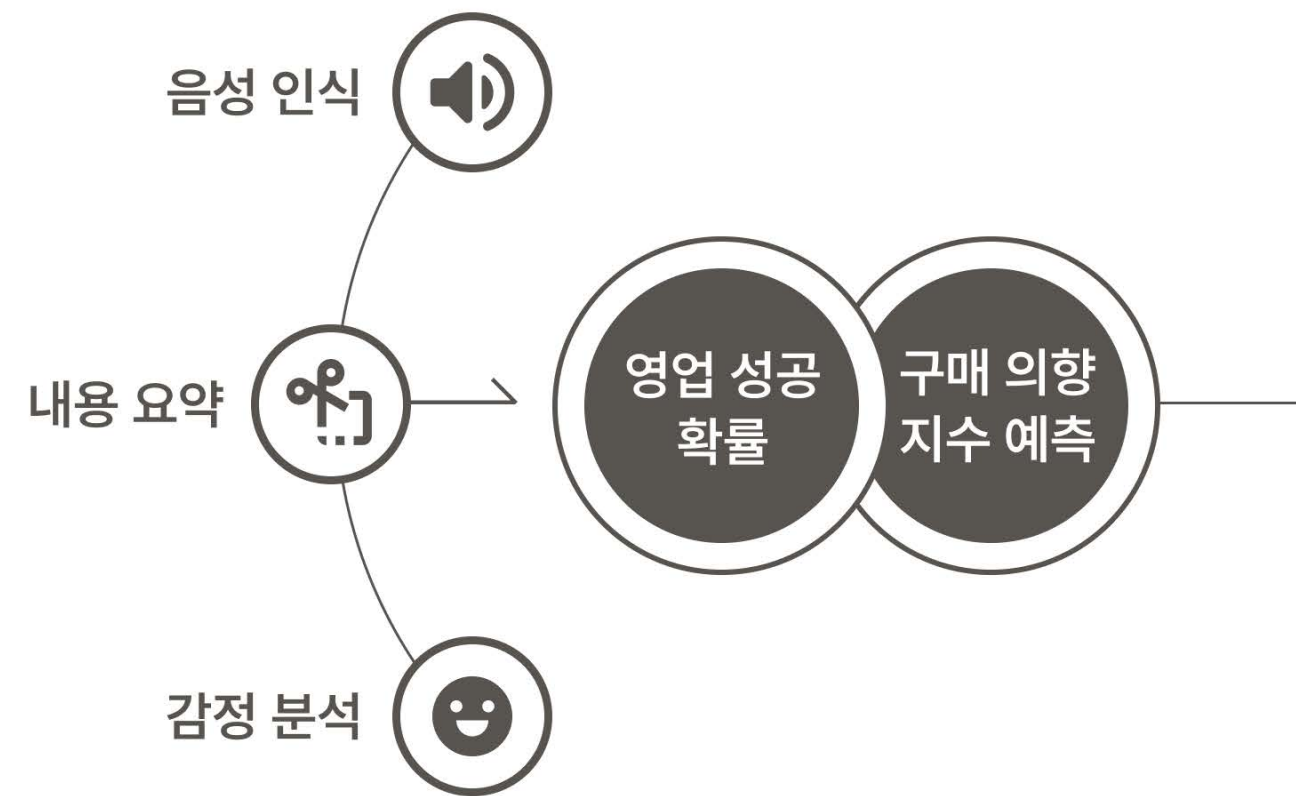 음성 인식
내용 요약
감정 분석
영업 성공
확률
구매 의향
지수 예측